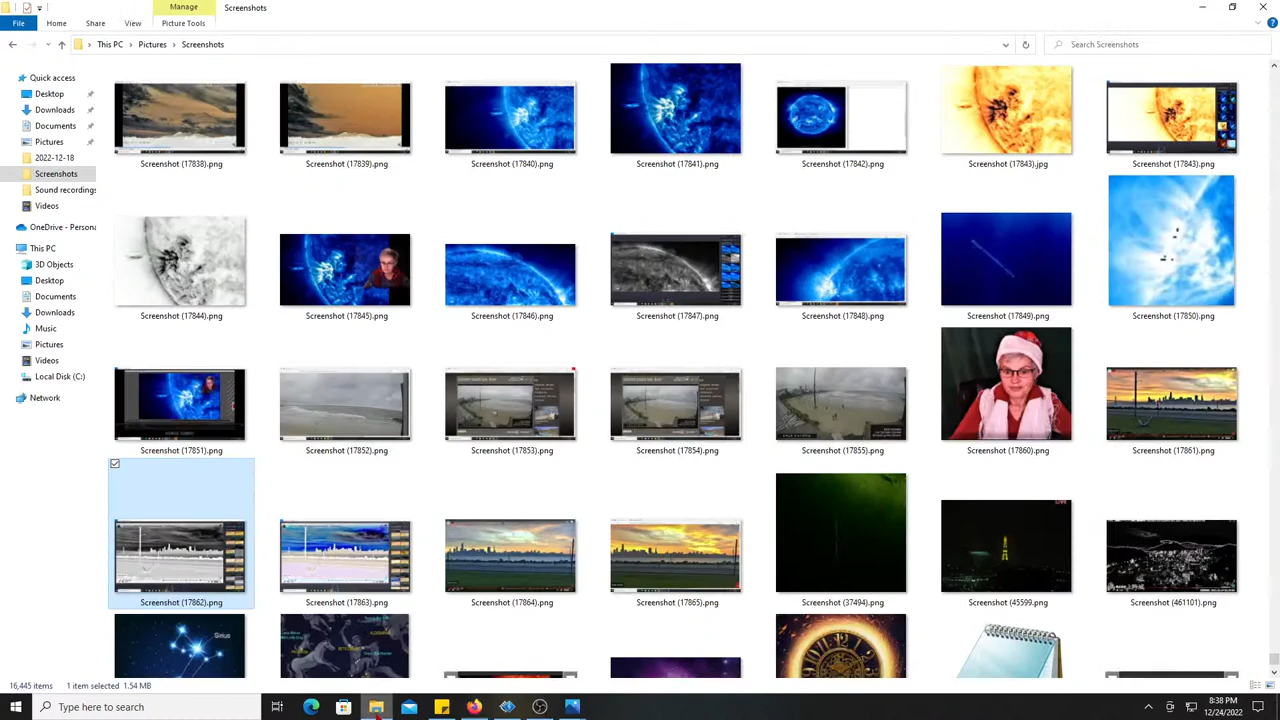 Manage
Screenshots
File
Home
Share
View
Picture Tools
This PC
Pictures
Screenshots
Search Screenshots
Quick access
Desktop
Downloads
Documents
Pictures
2022-12-18
Screenshots
Sound recordings
Videos
OneDrive - Persona
This PC
3D Objects
Desktop
Documents
Downloads
Music
Pictures
Videos
Local Disk (C:)
Network
Screenshot (17838).png
Screenshot (17839).png
Screenshot (17840).png
Screenshot (17841).png
Screenshot (17842).png
Screenshot (17843).jpg
Screenshot (17843).png
Screenshot (17844).png
Screenshot (17845).png
Screenshot (17846).png
Screenshot (17847).png
Screenshot (17848).png
Screenshot (17849).png
Screenshot (17850).png
Screenshot (17851).png
Screenshot (17852).png
Screenshot (17853).png
Screenshot (17854).png
Screenshot (17855).png
Screenshot (17860).png
Screenshot (17861).png
Screenshot (17862).png
Screenshot (17863).png
Screenshot (17864).png
Screenshot (17865).png
Screenshot (37494).png
Screenshot (45599.png
Screenshot (461101).png
Sirius
16,445 items
1 item selected 1.54 MB
Type here to search
8:38 PM
12/24/2022